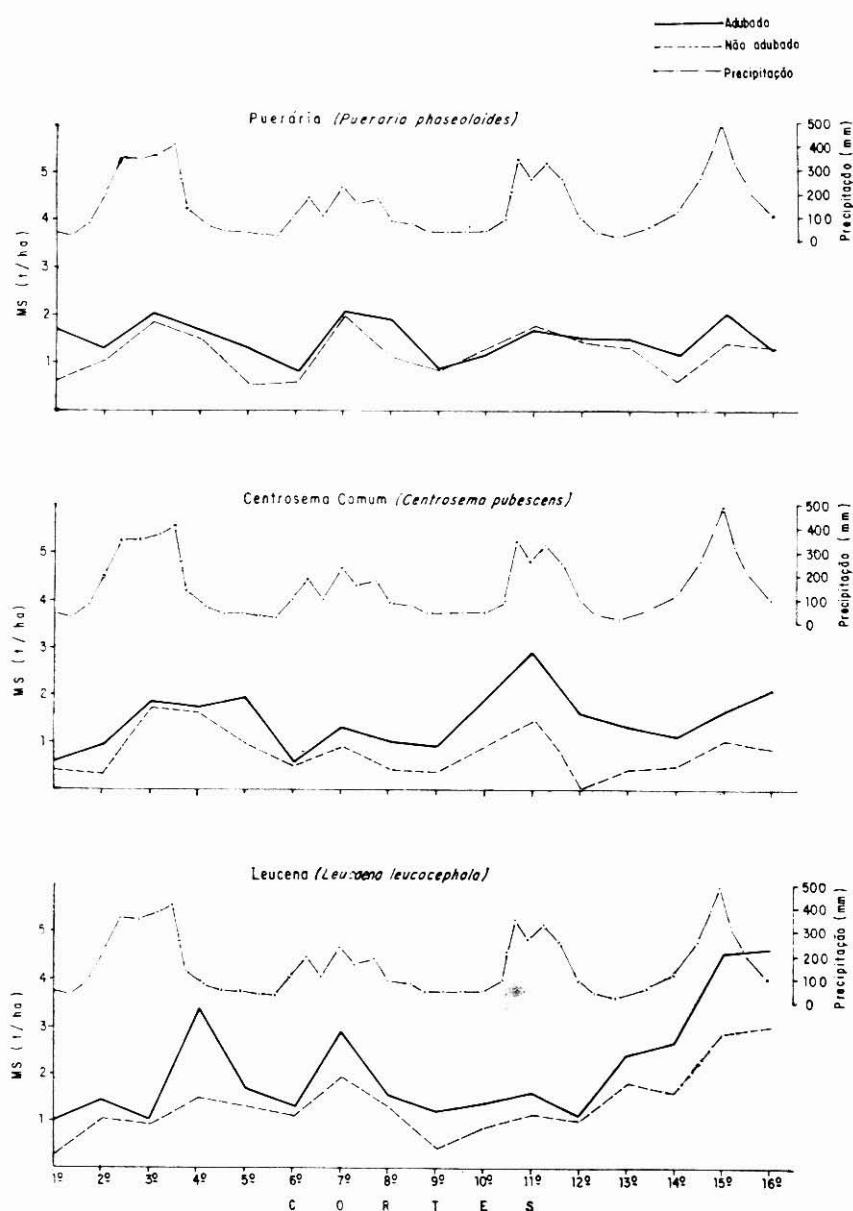 Adubado
Não adubado
Precipitação
Puerária (Pueraria phaseoloides)
500
400
300
200
100
0
Precipitação (mm)
5
4
3
2
1
MS (t/ha)
Centrosema Comum (Centrosema pubescens)
500
400
300
200
100
0
Precipitação (mm)
5
4
3
2
1
MS (t/ha)
Leucena (Leucaena leucocephala)
500
400
300
200
100
0
Precipitação (mm)
5
4
3
2
1
MS (t/ha)
1º 2º 3º 4º 5º 6º 7º 8º 9º 10º 11º 12º 13º 14º 15º 16º
C O R T E S